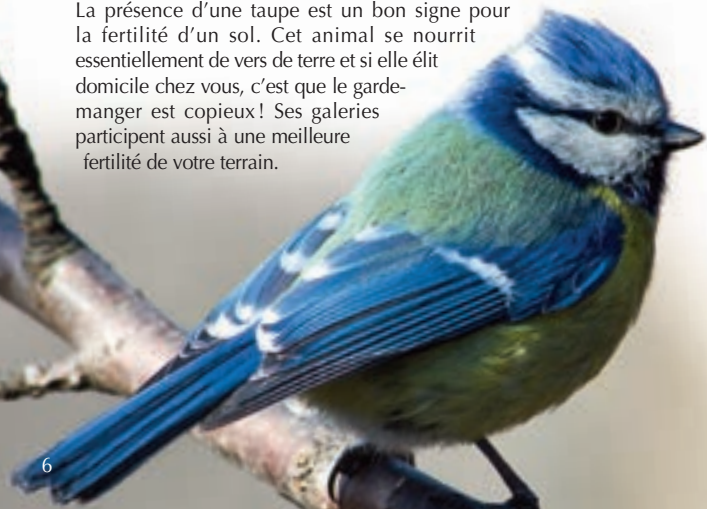 La présence d'une taupe est un bon signe pour
la fertilité d'un sol. Cet animal se nourrit
essentiellement de vers de terre et si elle élit
domicile chez vous, c'est que le garde-
manger est copieux ! Ses galeries
participent aussi à une meilleure
fertilité de votre terrain.
6